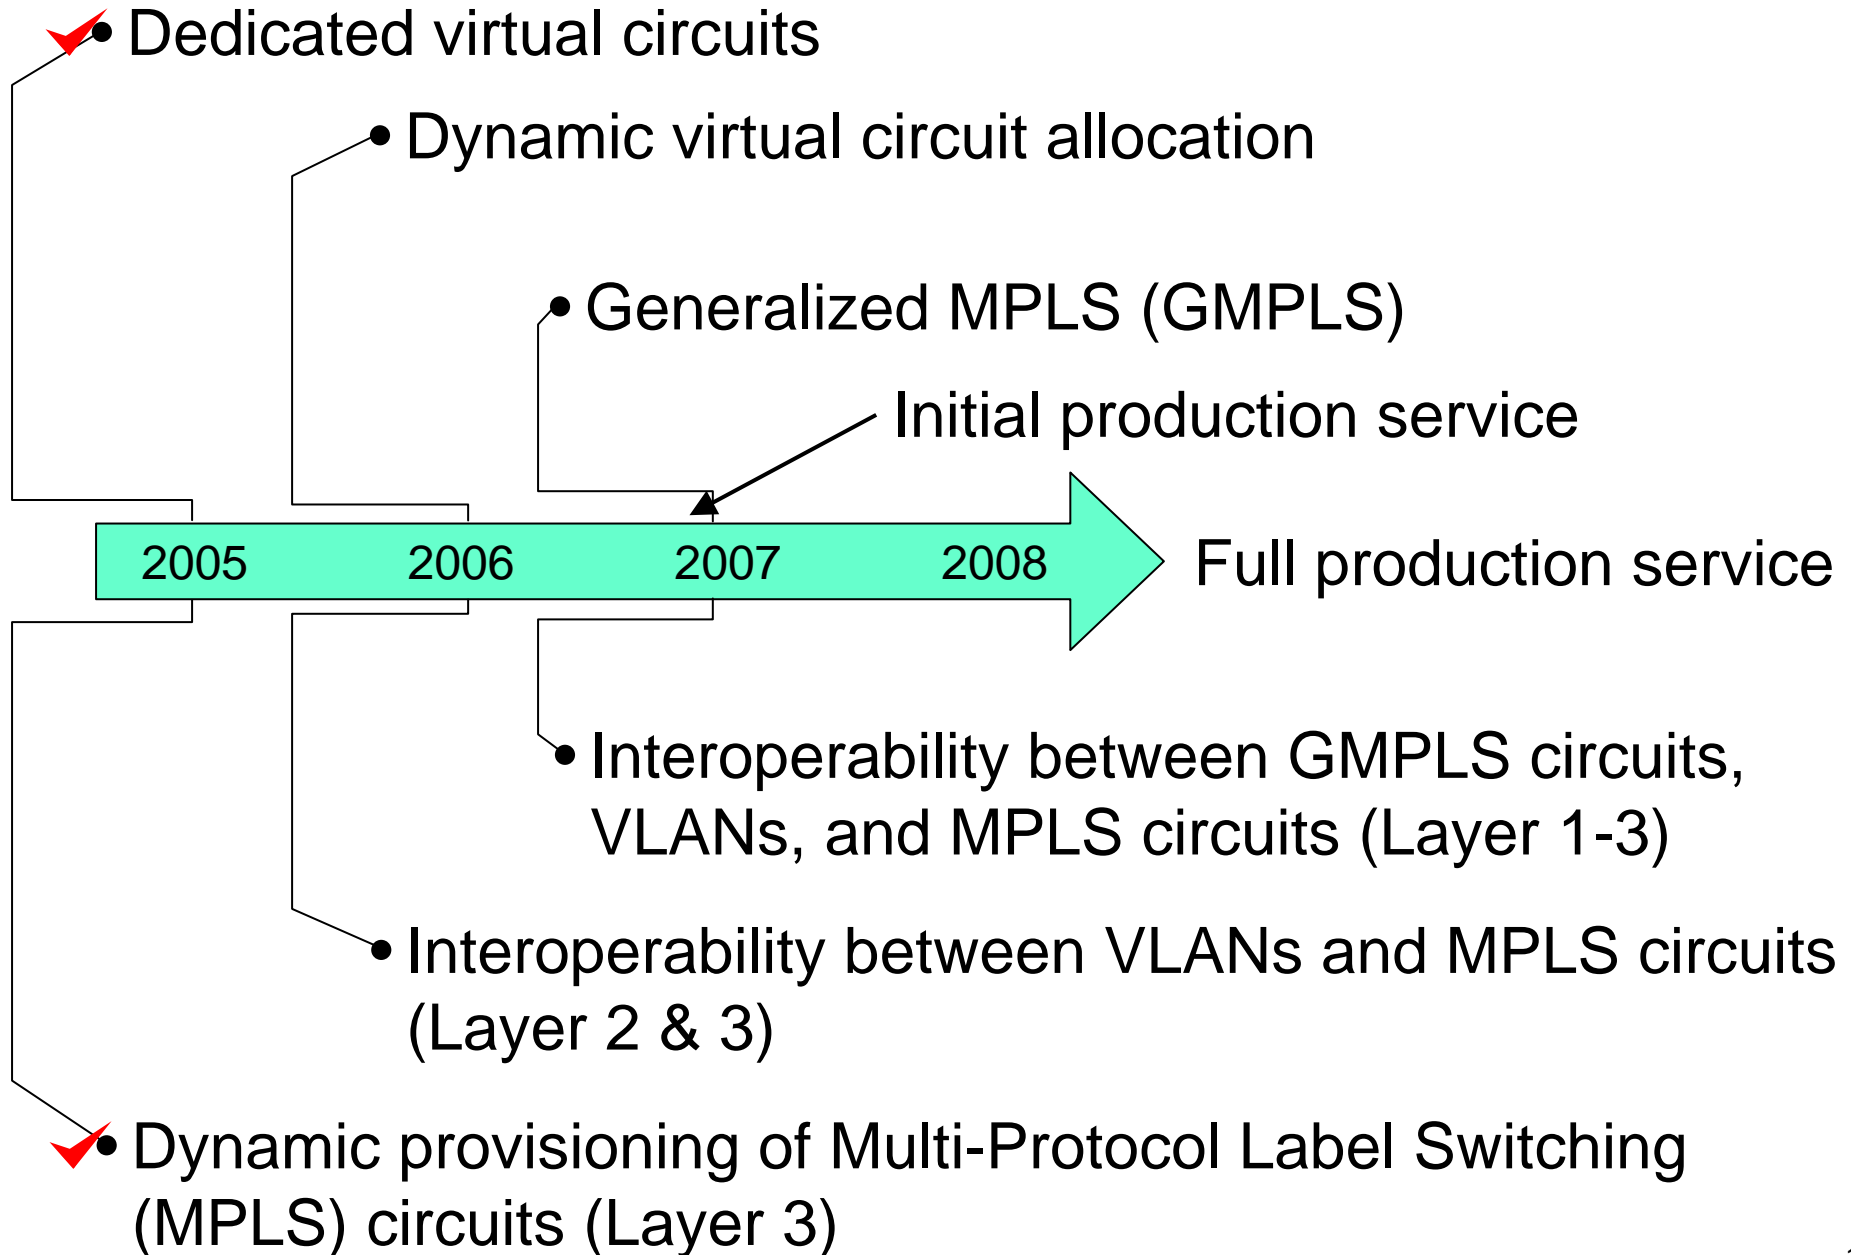 • Dedicated virtual circuits
• Dynamic virtual circuit allocation
• Generalized MPLS (GMPLS)
Initial production service
2005 2006 2007 2008
Full production service
• Interoperability between GMPLS circuits,
VLANs, and MPLS circuits (Layer 1-3)
• Interoperability between VLANs and MPLS circuits
(Layer 2 & 3)
• Dynamic provisioning of Multi-Protocol Label Switching
(MPLS) circuits (Layer 3)